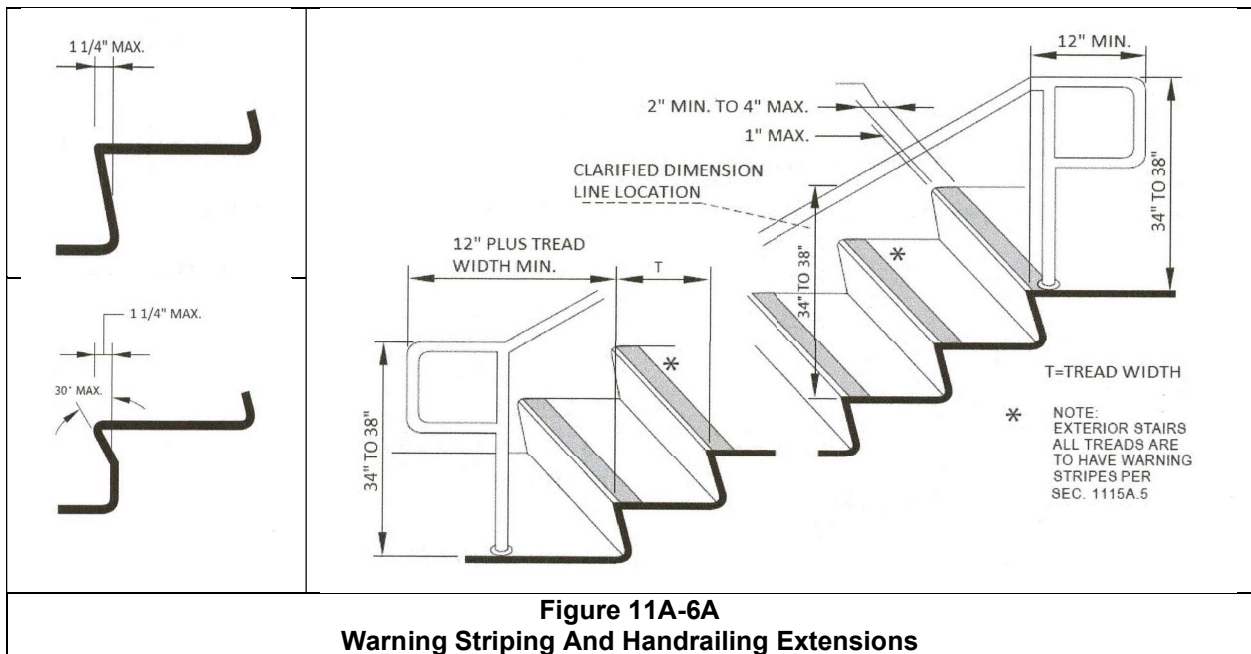 1 1/4" MAX.
1 1/4" MAX.
30° MAX.
12" MIN.
2" MIN. TO 4" MAX.
1" MAX.
CLARIFIED DIMENSION
LINE LOCATION
34" TO 38"
12" PLUS TREAD
WIDTH MIN.
T
34" TO 38"
34" TO 38"
T=TREAD WIDTH
*
*
* NOTE:
EXTERIOR STAIRS
ALL TREADS ARE
TO HAVE WARNING
STRIPES PER
SEC. 1115A.5
Figure 11A-6A
Warning Striping And Handrailing Extensions